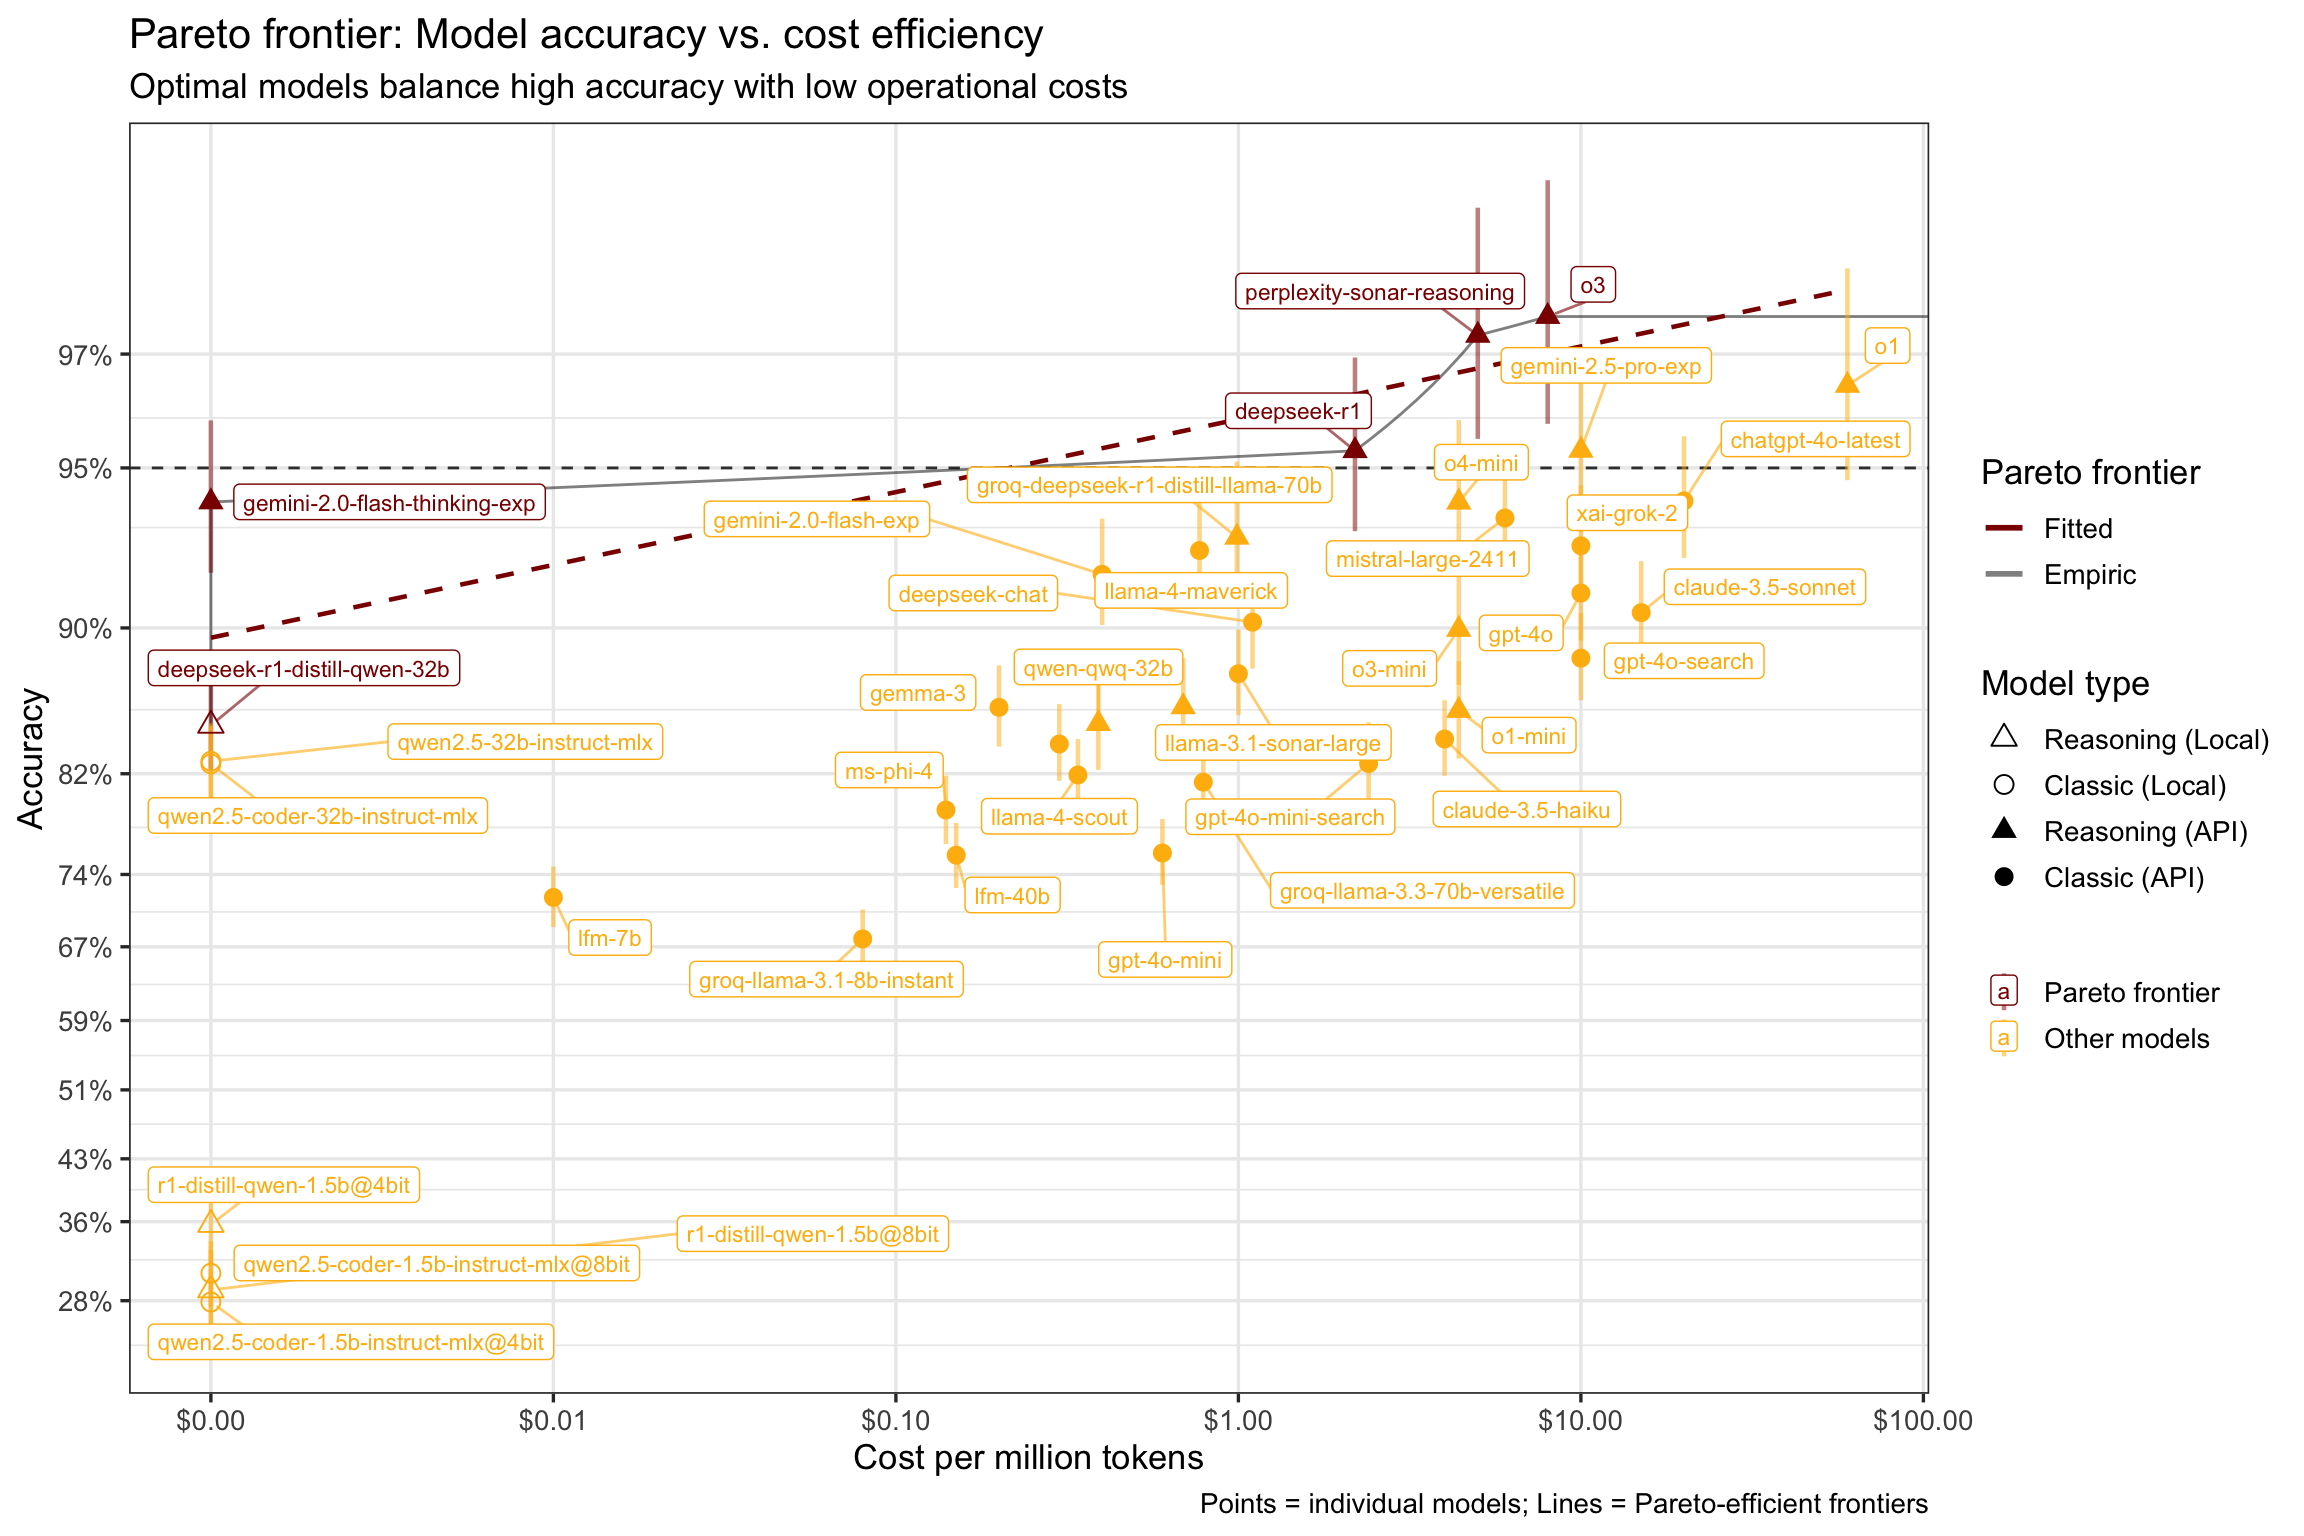 Pareto frontier: Model accuracy vs. cost efficiency
Optimal models balance high accuracy with low operational costs
Accuracy
97%
95%
90%
82%
74%
67%
59%
51%
43%
36%
28%
perplexity-sonar-reasoning
o3
o1
gemini-2.5-pro-exp
deepseek-r1
chatgpt-4o-latest
o4-mini
groq-deepseek-r1-distill-llama-70b
gemini-2.0-flash-thinking-exp
gemini-2.0-flash-exp
xai-grok-2
mistral-large-2411
deepseek-chat
llama-4-maverick
claude-3.5-sonnet
gpt-4o
gpt-4o-search
deepseek-r1-distill-qwen-32b
qwen-qwq-32b
o3-mini
gemma-3
qwen2.5-32b-instruct-mlx
llama-3.1-sonar-large
o1-mini
ms-phi-4
qwen2.5-coder-32b-instruct-mlx
llama-4-scout
gpt-4o-mini-search
claude-3.5-haiku
lfm-40b
groq-llama-3.3-70b-versatile
lfm-7b
gpt-4o-mini
groq-llama-3.1-8b-instant
r1-distill-qwen-1.5b@4bit
r1-distill-qwen-1.5b@8bit
qwen2.5-coder-1.5b-instruct-mlx@8bit
qwen2.5-coder-1.5b-instruct-mlx@4bit
$0.00
$0.01
$0.10
$1.00
$10.00
$100.00
Cost per million tokens
Points = individual models; Lines = Pareto-efficient frontiers
Pareto frontier
Fitted
Empiric
Model type
Reasoning (Local)
Classic (Local)
Reasoning (API)
Classic (API)
a Pareto frontier
a Other models